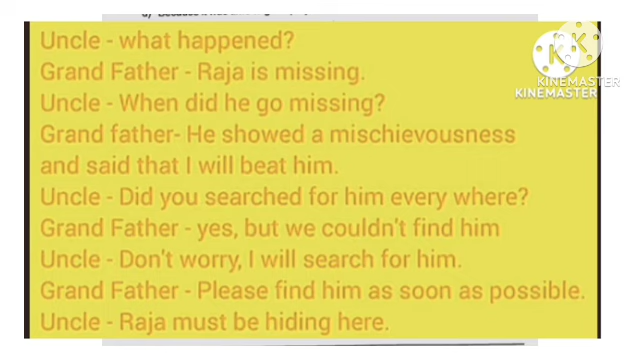 Uncle - what happened?
Grand Father - Raja is missing.
Uncle - When did he go missing?
Grand father- He showed a mischievousness
and said that I will beat him.
Uncle - Did you searched for him every where?
Grand Father - yes, but we couldn't find him
Uncle - Don't worry, I will search for him.
Grand Father - Please find him as soon as possible.
Uncle - Raja must be hiding here.
KINEMASTER
KINEMASTER